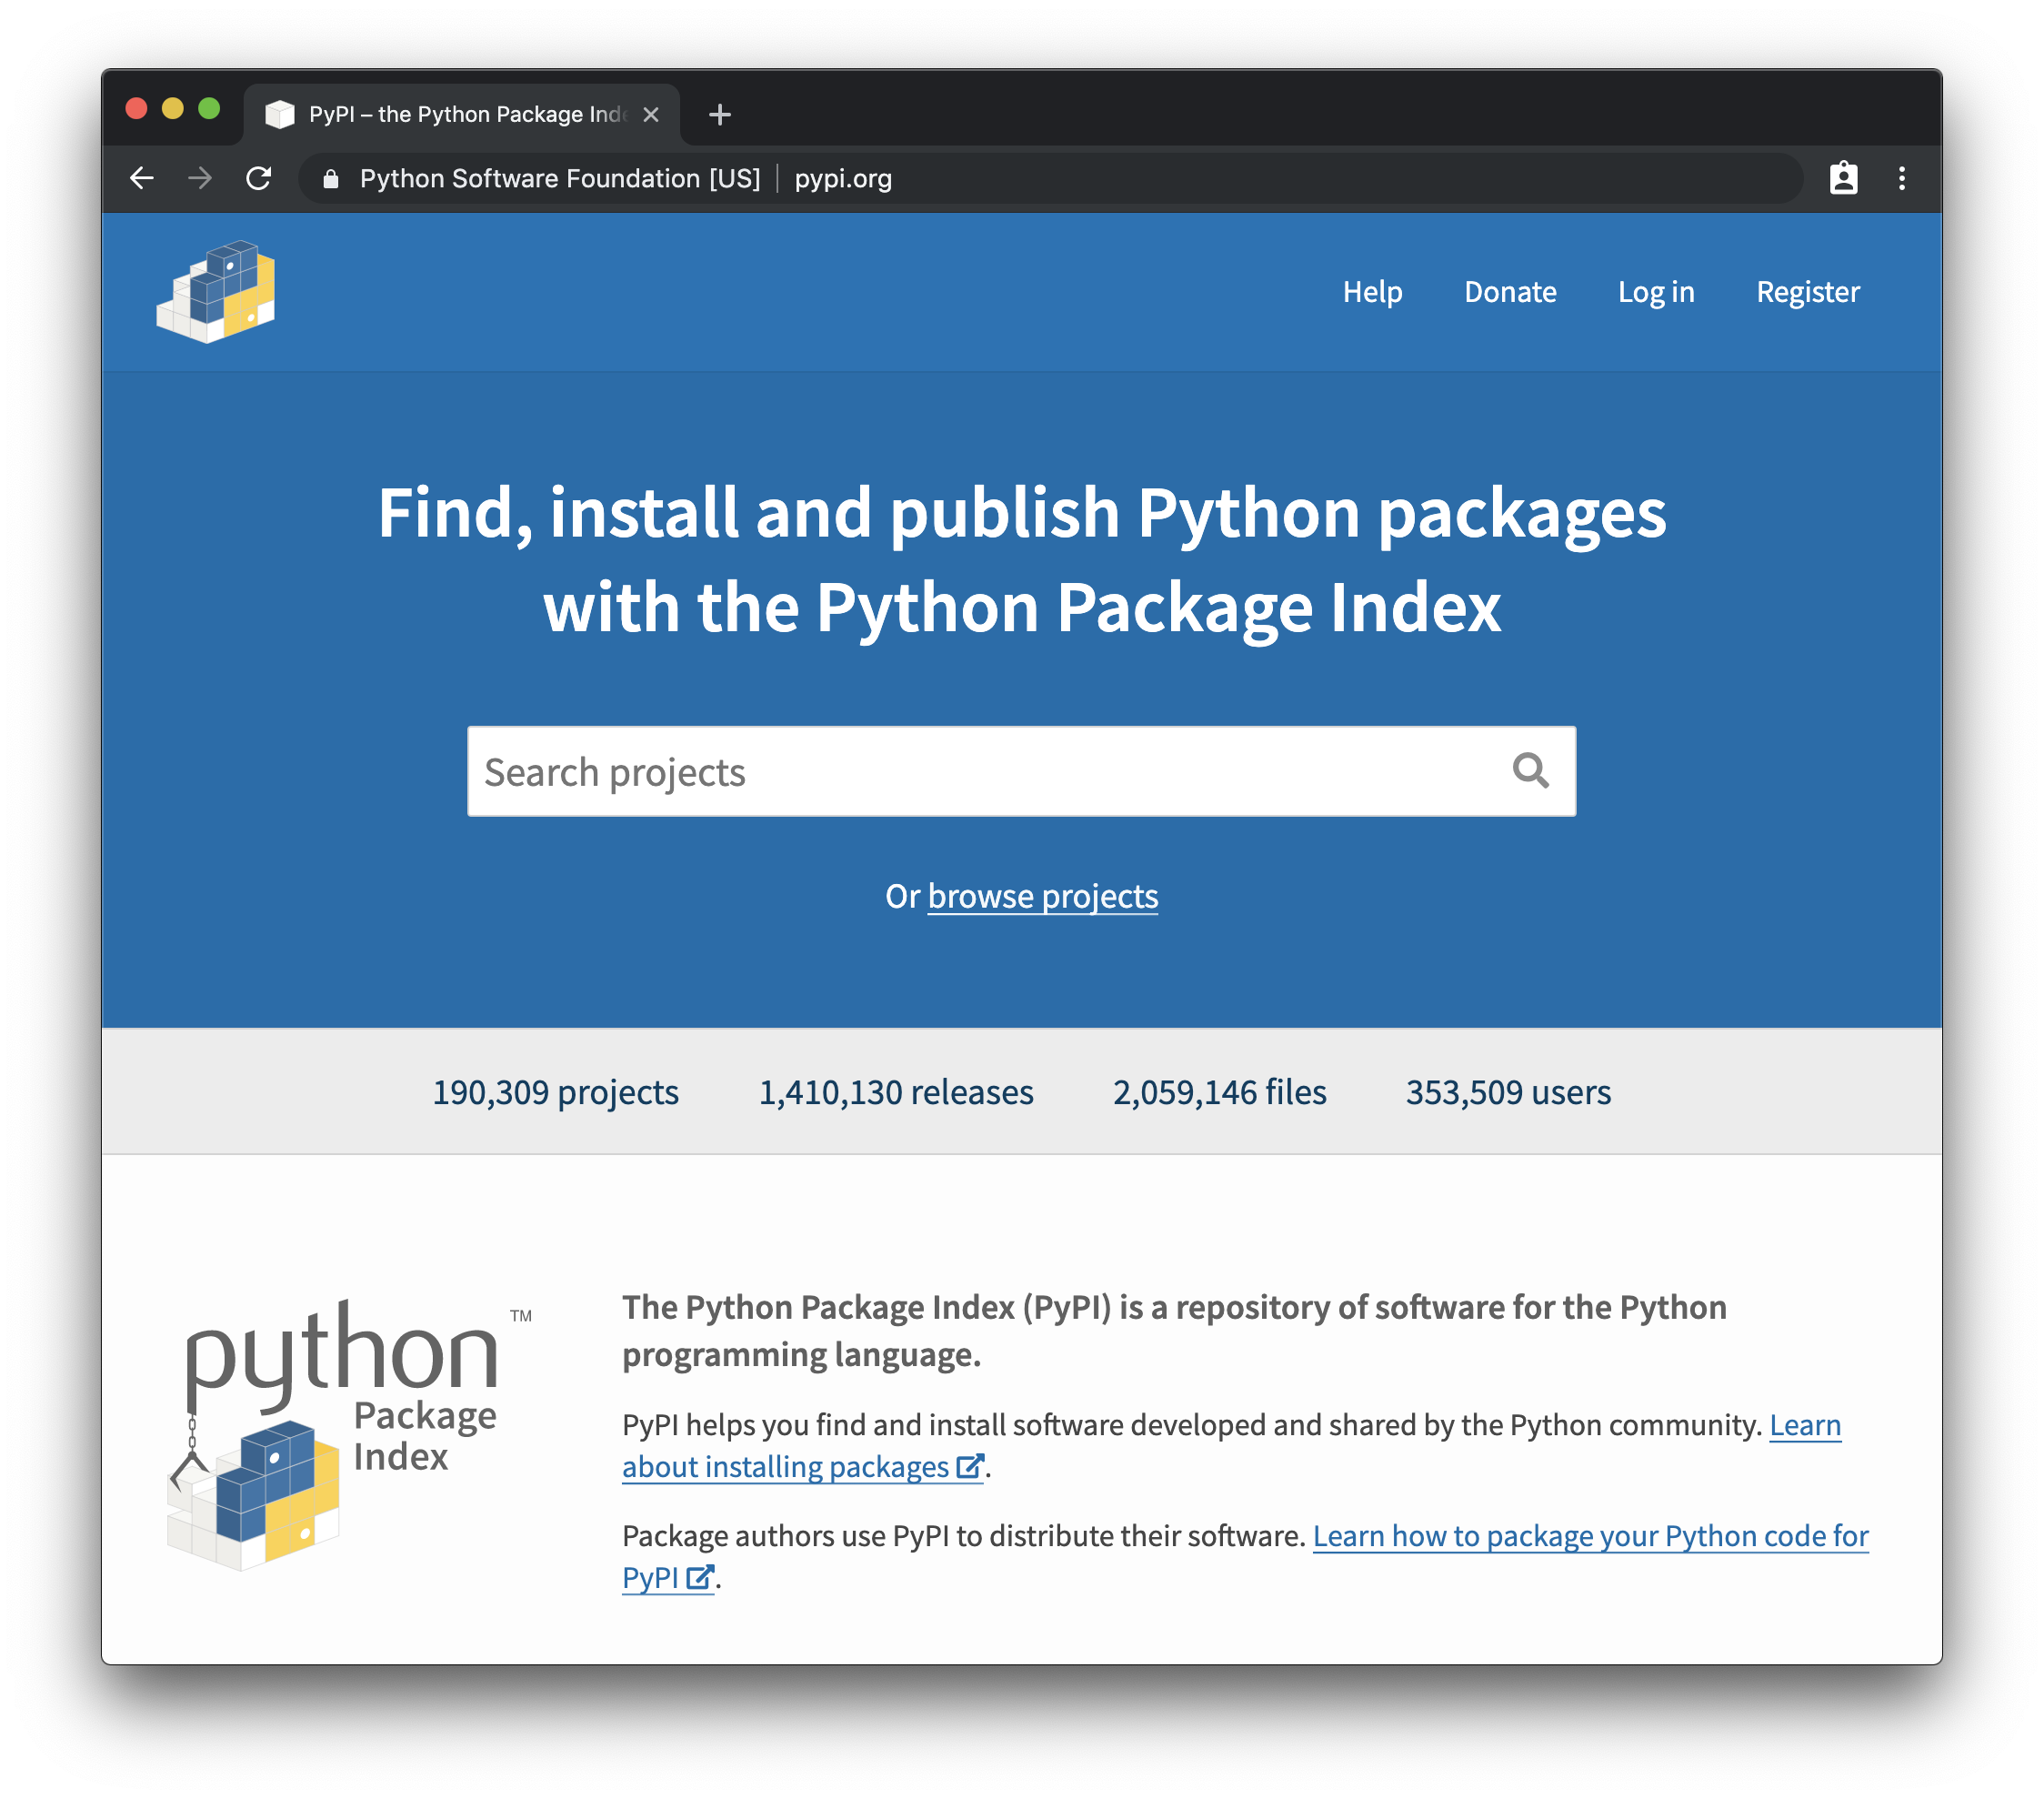 PyPI – the Python Package Inde
Python Software Foundation [US] | pypi.org
Help Donate Log in Register
Find, install and publish Python packages
with the Python Package Index
Search projects
Or browse projects
190,309 projects 1,410,130 releases 2,059,146 files 353,509 users
python TM
Package
Index
The Python Package Index (PyPI) is a repository of software for the Python
programming language.
PyPI helps you find and install software developed and shared by the Python community. Learn
about installing packages.
Package authors use PyPI to distribute their software. Learn how to package your Python code for
PyPI.